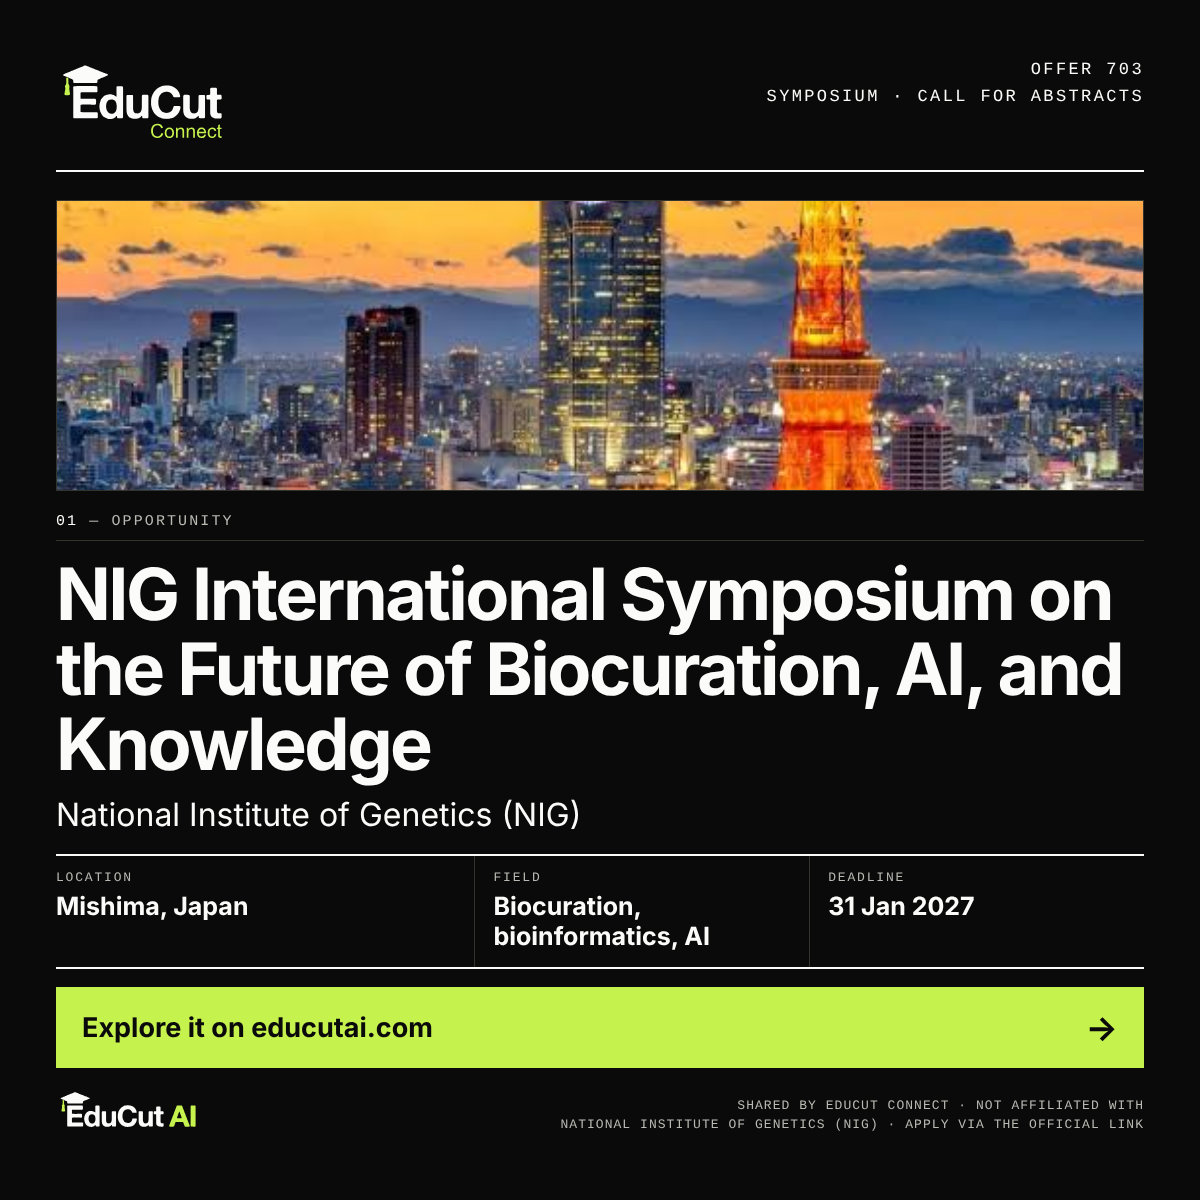 EduCut
Connect
OFFER 703
SYMPOSIUM · CALL FOR ABSTRACTS
01 — OPPORTUNITY
NIG International Symposium on
the Future of Biocuration, AI, and
Knowledge
National Institute of Genetics (NIG)
LOCATION
Mishima, Japan
FIELD
Biocuration,
bioinformatics, AI
DEADLINE
31 Jan 2027
Explore it on educutai.com →
EduCut AI
SHARED BY EDUCUT CONNECT · NOT AFFILIATED WITH
NATIONAL INSTITUTE OF GENETICS (NIG) · APPLY VIA THE OFFICIAL LINK